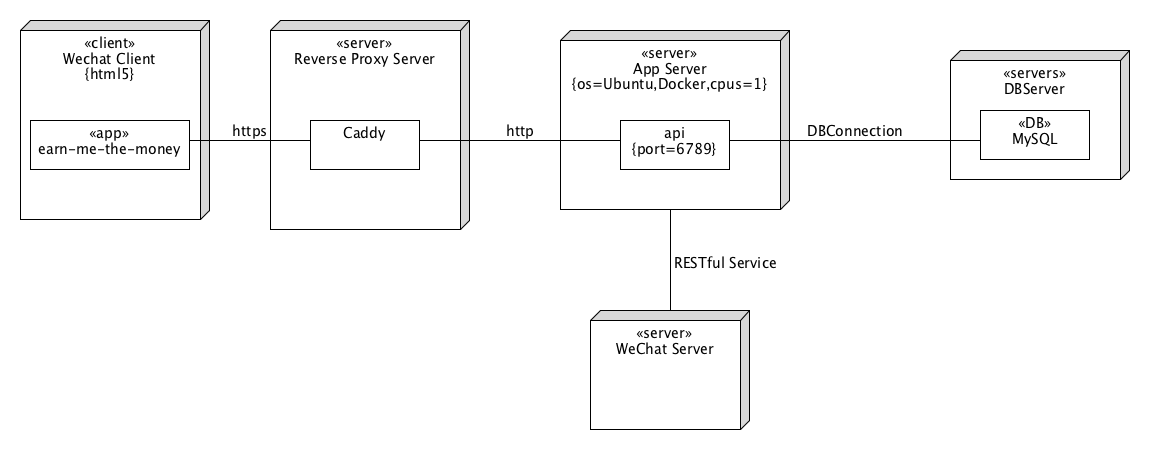 «client»
Wechat Client
{html5}
«app»
earn-me-the-money
https
«server»
Reverse Proxy Server
Caddy
http
«server»
App Server
{os=Ubuntu,Docker,cpus=1}
api
{port=6789}
DBConnection
«servers»
DBServer
«DB»
MySQL
RESTful Service
«server»
WeChat Server